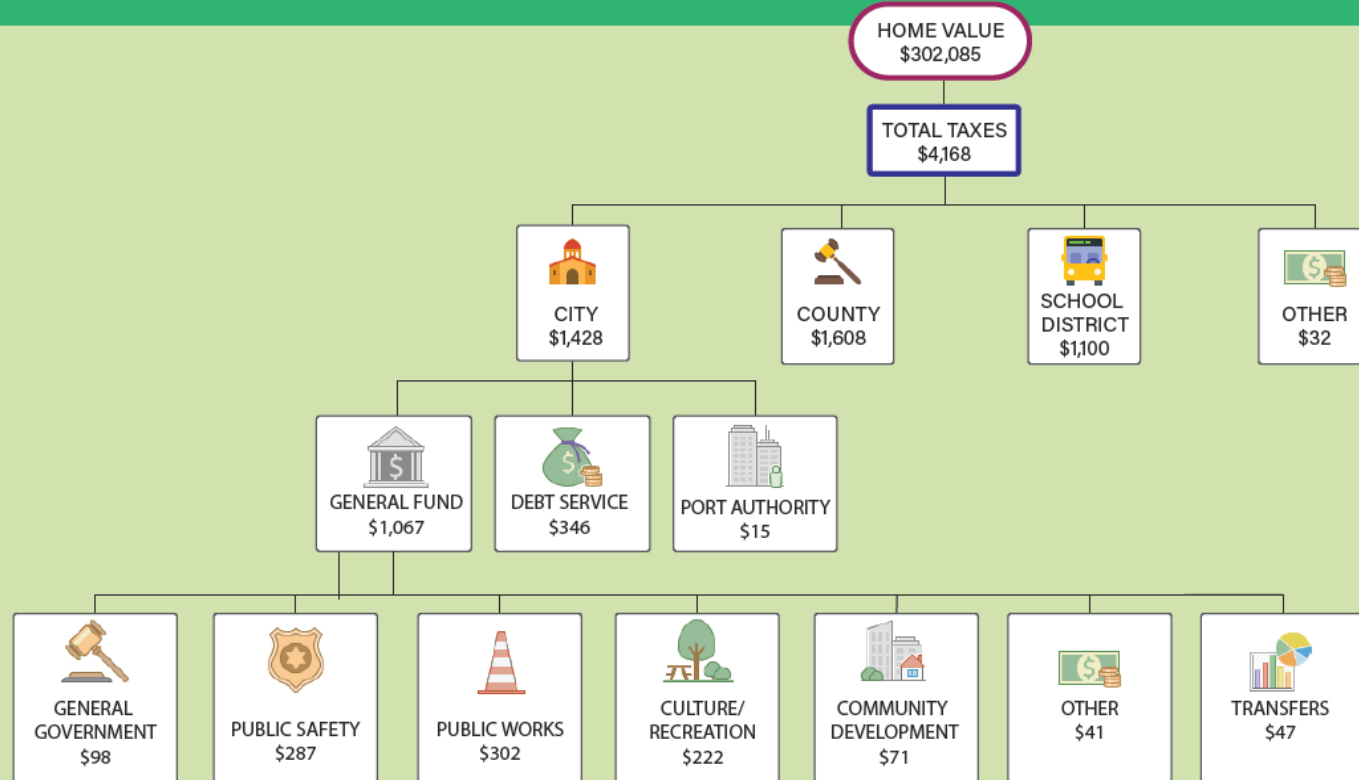 HOME VALUE
$302,085
TOTAL TAXES
$4,168
CITY
$1,428
COUNTY
$1,608
SCHOOL
DISTRICT
$1,100
OTHER
$32
GENERAL FUND
$1,067
DEBT SERVICE
$346
PORT AUTHORITY
$15
GENERAL
GOVERNMENT
$98
PUBLIC SAFETY
$287
PUBLIC WORKS
$302
CULTURE/
RECREATION
$222
COMMUNITY
DEVELOPMENT
$71
OTHER
$41
TRANSFERS
$47